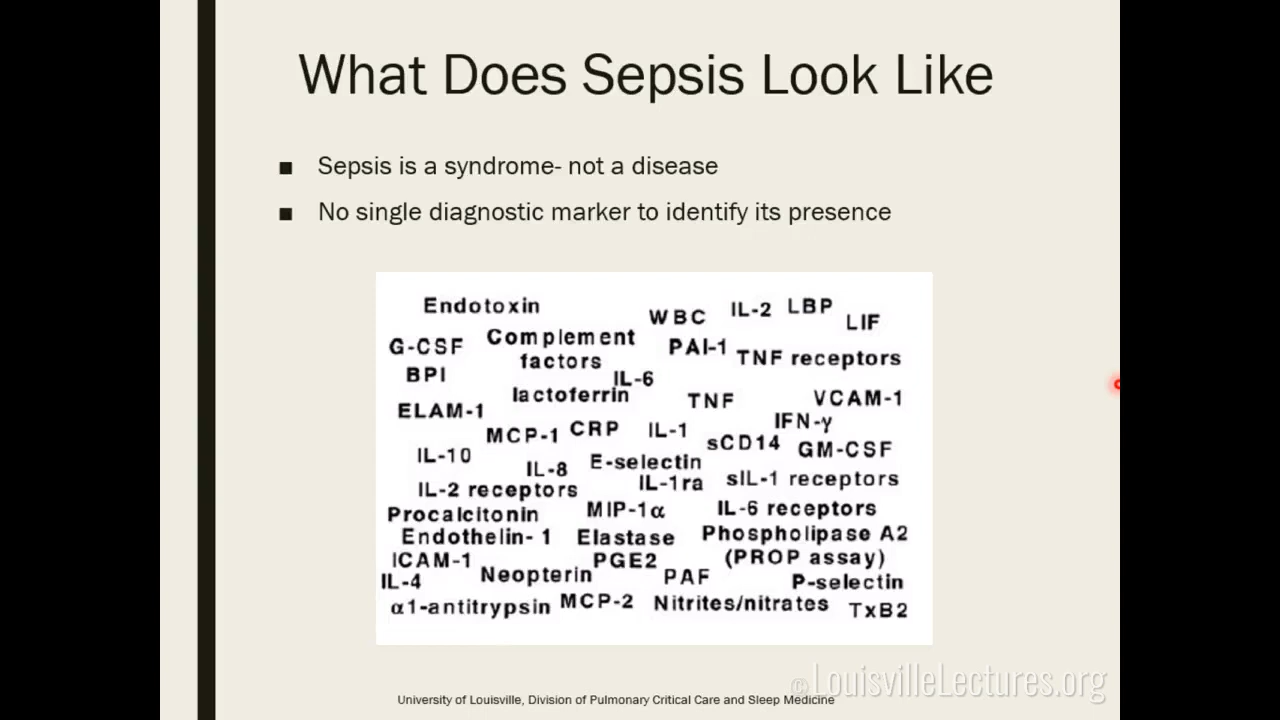 What Does Sepsis Look Like
Sepsis is a syndrome- not a disease
No single diagnostic marker to identify its presence
Endotoxin WBC IL-2 LBP LIF
G-CSF Complement factors PAI-1 TNF receptors
BPI IL-6
lactoferrin TNF VCAM-1
ELAM-1 IFN-γ
MCP-1 CRP IL-1 sCD14 GM-CSF
IL-10 IL-8 E-selectin
IL-2 receptors IL-1ra sIL-1 receptors
Procalcitonin MIP-1α IL-6 receptors
Endothelin- 1 Elastase Phospholipase A2
ICAM-1 PGE2 (PROP assay)
IL-4 Neopterin PAF P-selectin
α1-antitrypsin MCP-2 Nitrites/nitrates TxB2
©LouisvilleLectures.org
University of Louisville, Division of Pulmonary Critical Care and Sleep Medicine